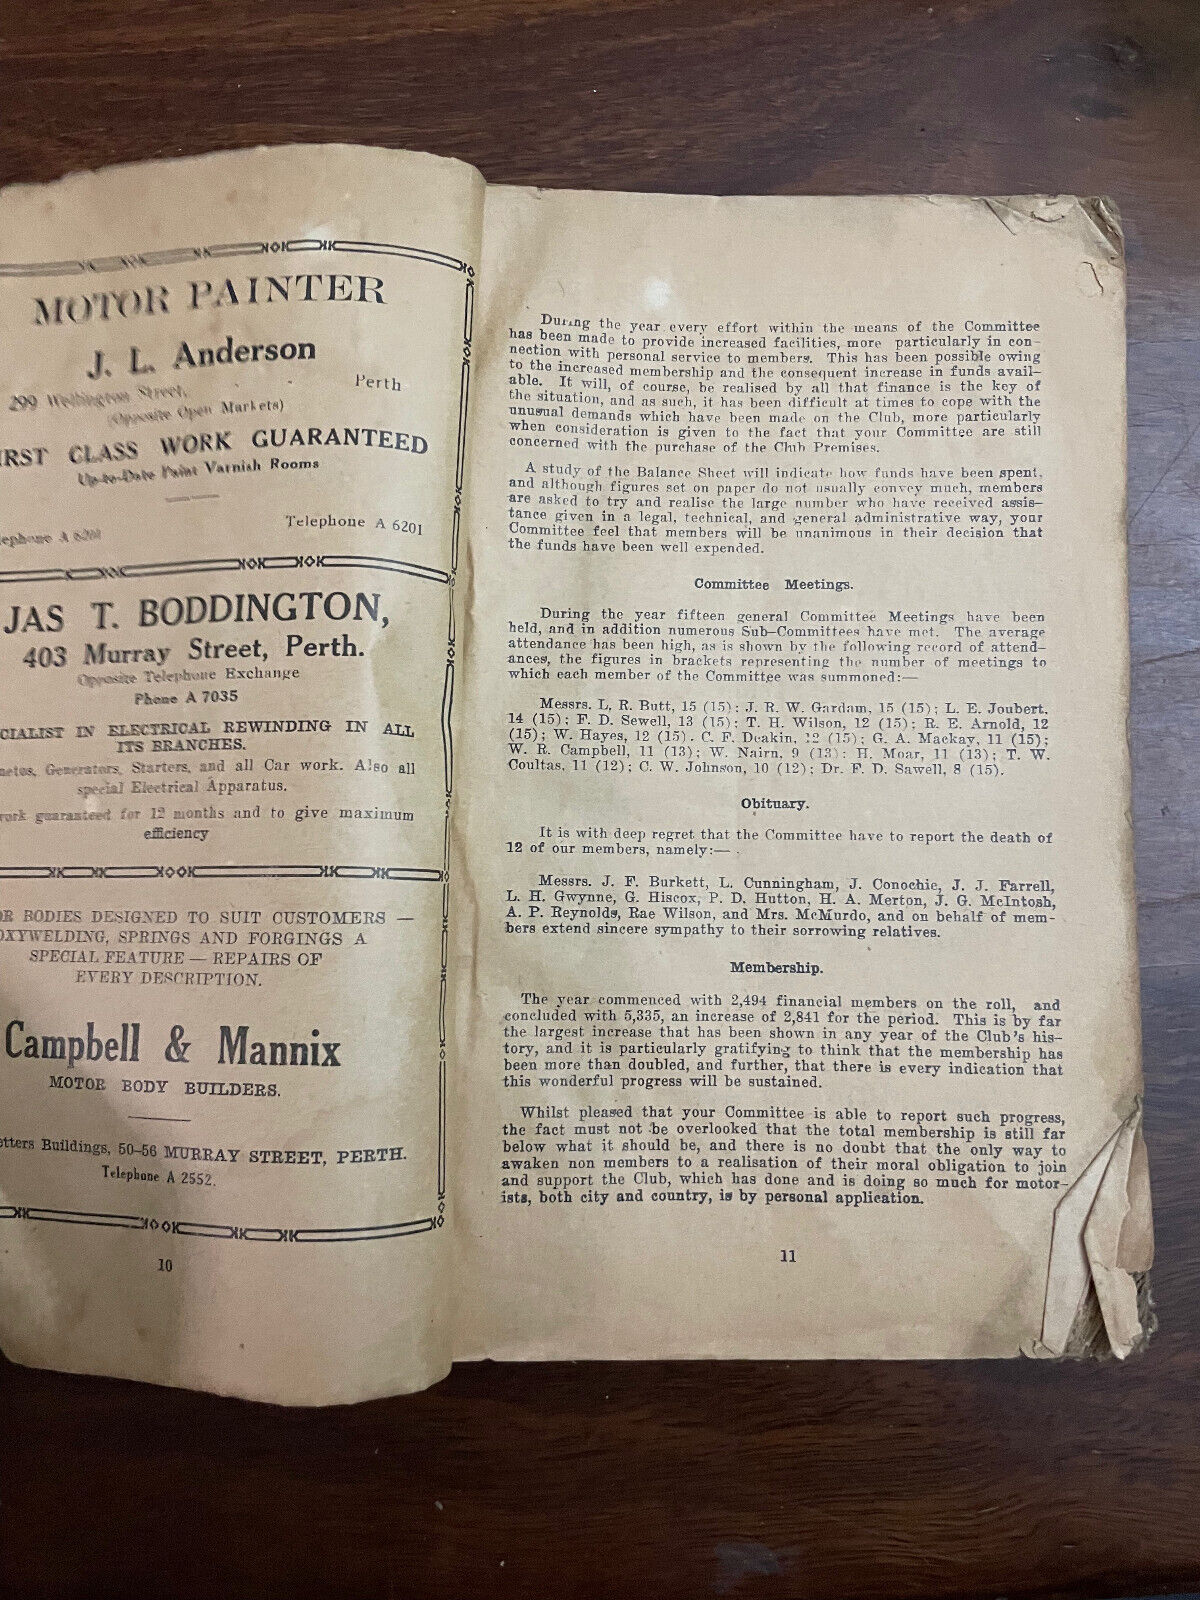 MOTOR PAINTER
J. L. Anderson
299 Wellington Street, Perth
(Opposite Open Markets)
IRST CLASS WORK GUARANTEED
Up-to-Date Paint Varnish Rooms
Telephone A 6201
lephone A 6201
JAS T. BODDINGTON,
403 Murray Street, Perth.
Opposite Telephone Exchange
Phone A 7035
CIALIST IN ELECTRICAL REWINDING IN ALL
ITS BRANCHES.
netos, Generators, Starters, and all Car work. Also all
special Electrical Apparatus.
work guaranteed for 12 months and to give maximum
efficiency
OR BODIES DESIGNED TO SUIT CUSTOMERS —
OXYWELDING, SPRINGS AND FORGINGS A
SPECIAL FEATURE — REPAIRS OF
EVERY DESCRIPTION.
Campbell & Mannix
MOTOR BODY BUILDERS.
etters Buildings, 50-56 MURRAY STREET, PERTH.
Telephone A 2552.
10
During the year every effort within the means of the Committee
has been made to provide increased facilities, more particularly in con-
nection with personal service to members. This has been possible owing
to the increased membership and the consequent increase in funds avail-
able. It will, of course, be realised by all that finance is the key of
the situation, and as such, it has been difficult at times to cope with the
unusual demands which have been made on the Club, more particularly
when consideration is given to the fact that your Committee are still
concerned with the purchase of the Club Premises.
A study of the Balance Sheet will indicate how funds have been spent,
and although figures set on paper do not usually convey much, members
are asked to try and realise the large number who have received assis-
tance given in a legal, technical, and general administrative way, your
Committee feel that members will be unanimous in their decision that
the funds have been well expended.
Committee Meetings.
During the year fifteen general Committee Meetings have been
held, and in addition numerous Sub-Committees have met. The average
attendance has been high, as is shown by the following record of attend-
ances, the figures in brackets representing the number of meetings to
which each member of the Committee was summoned:—
Messrs. L, R. Butt, 15 (15); J. R. W. Gardam, 15 (15); L. E. Joubert,
14 (15); F. D. Sewell, 13 (15); T. H. Wilson, 12 (15); R. E. Arnold, 12
(15); W. Hayes, 12 (15). C. F. Deakin, 12 (15); G. A. Mackay, 11 (15);
W. R. Campbell, 11 (13); W. Nairn, 9 (13); H. Moar, 11 (13); T. W.
Coultas, 11 (12); C. W. Johnson, 10 (12); Dr. F. D. Sawell, 8 (15).
Obituary.
It is with deep regret that the Committee have to report the death of
12 of our members, namely:—
Messrs. J. F. Burkett, L. Cunningham, J. Conochie, J. J. Farrell,
L. H. Gwynne, G. Hiscox, P. D. Hutton, H. A. Merton, J. G. McIntosh,
A. P. Reynolds, Rae Wilson, and Mrs. McMurdo, and on behalf of mem-
bers extend sincere sympathy to their sorrowing relatives.
Membership.
The year commenced with 2,494 financial members on the roll, and
concluded with 5,335, an increase of 2,841 for the period. This is by far
the largest increase that has been shown in any year of the Club's his-
tory, and it is particularly gratifying to think that the membership has
been more than doubled, and further, that there is every indication that
this wonderful progress will be sustained.
Whilst pleased that your Committee is able to report such progress,
the fact must not be overlooked that the total membership is still far
below what it should be, and there is no doubt that the only way to
awaken non members to a realisation of their moral obligation to join
and support the Club, which has done and is doing so much for motor-
ists, both city and country, is by personal application.
11